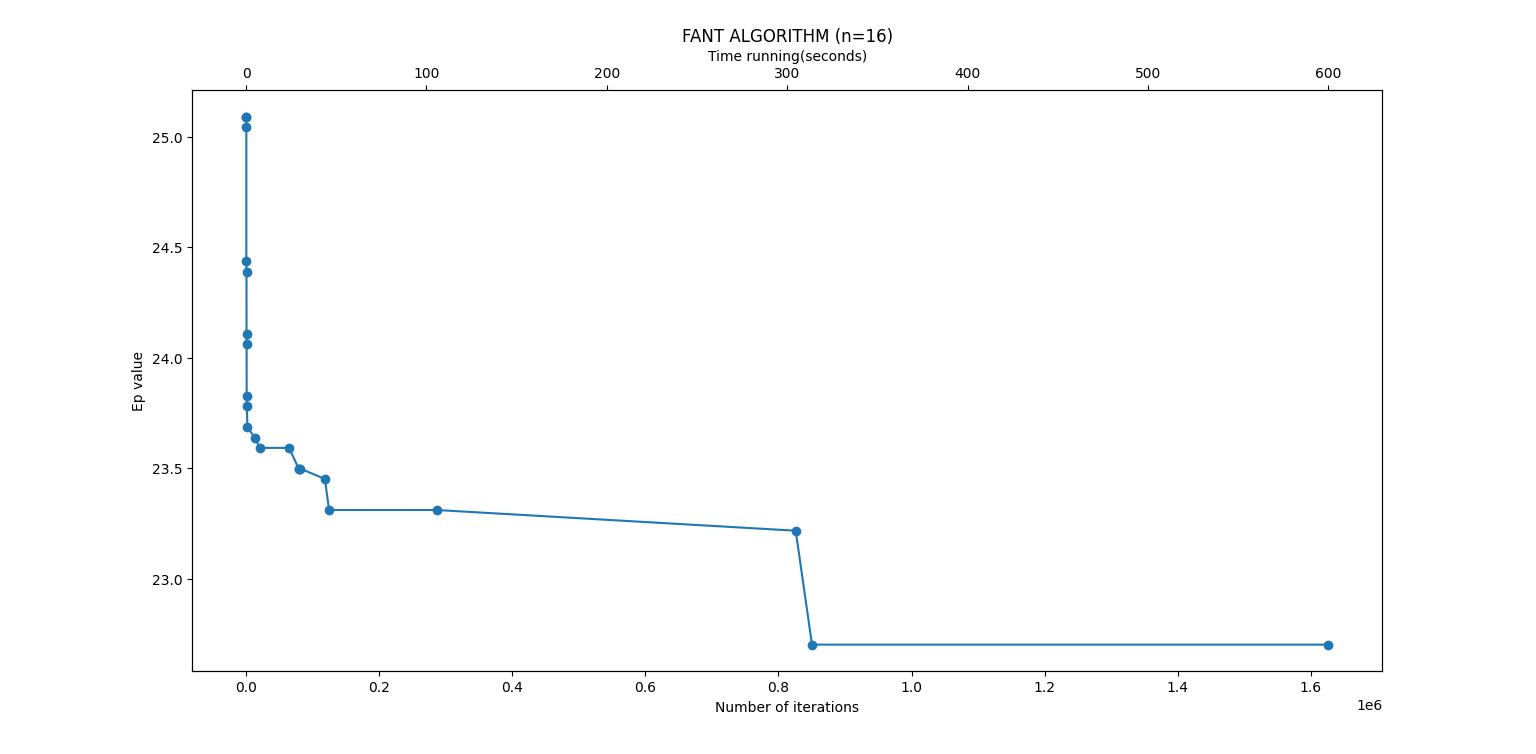 FANT ALGORITHM (n=16)
Time running(seconds)
0 100 200 300 400 500 600
25.0
24.5
24.0
23.5
23.0
Ep value
0.0 0.2 0.4 0.6 0.8 1.0 1.2 1.4 1.6
Number of iterations
1e6